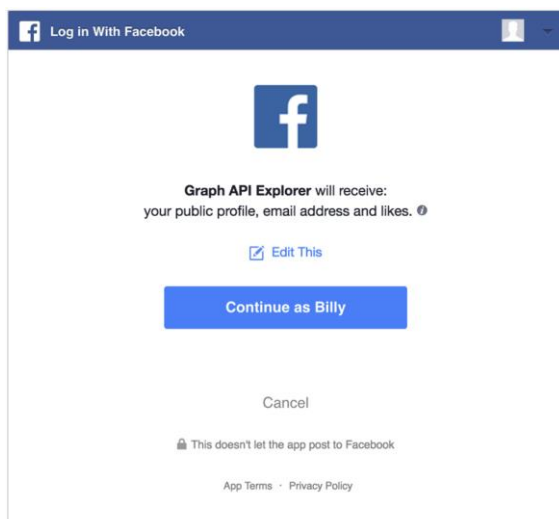 Log in With Facebook
Graph API Explorer will receive:
your public profile, email address and likes.
Edit This
Continue as Billy
Cancel
This doesn't let the app post to Facebook
App Terms · Privacy Policy